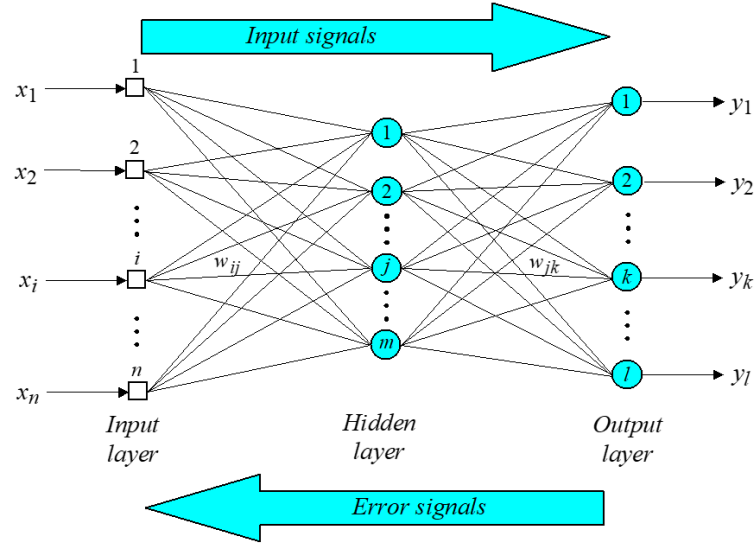 Input signals
1
x1
1
y1
1
2
x2
2
2
y2
i
wij
wjk
xi
j
k
yk
m
n
xn
l
yl
Input layer
Hidden layer
Output layer
Error signals